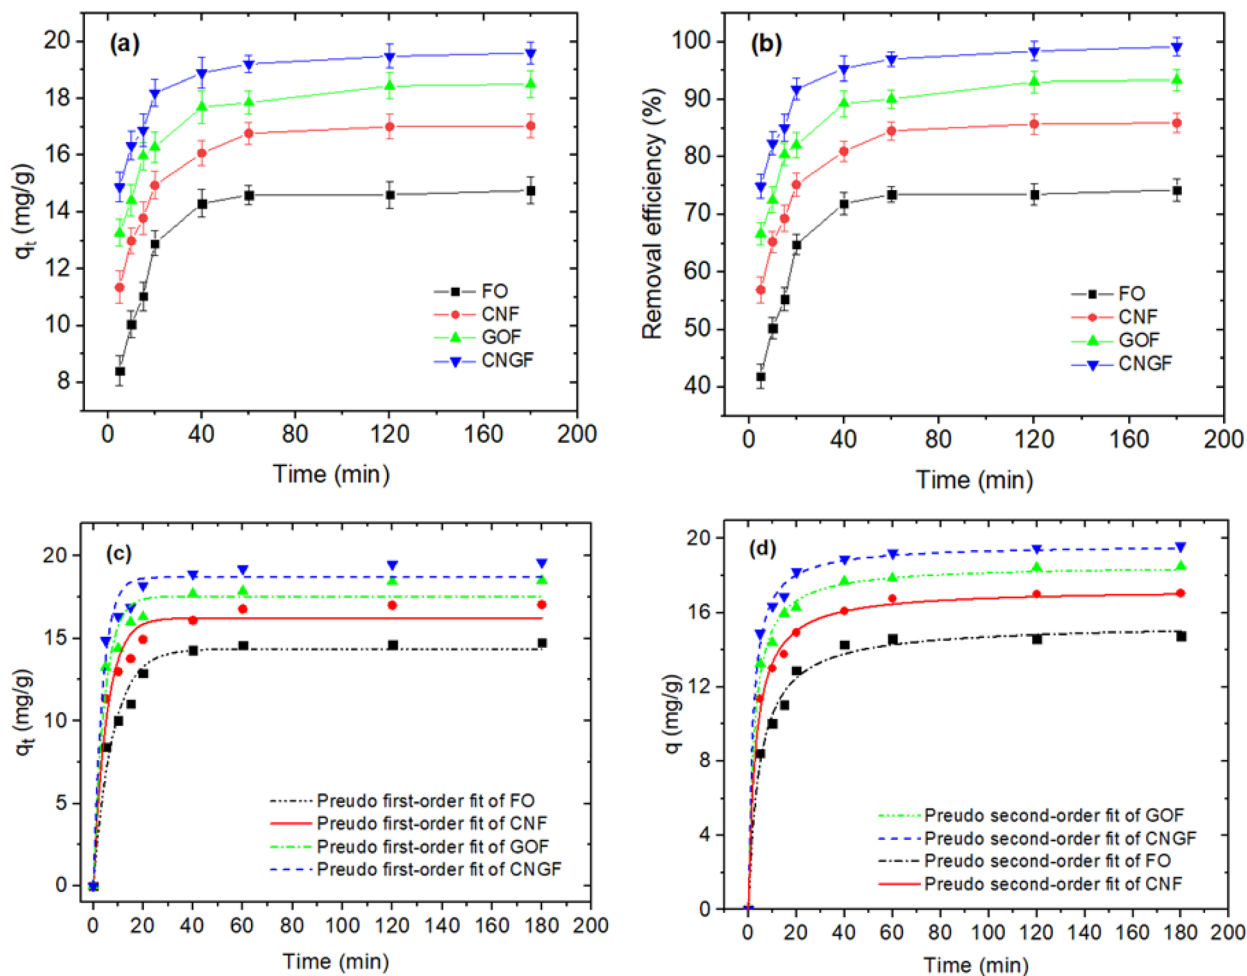 (a)
q_t (mg/g)
20
18
16
14
12
10
8
FO
CNF
GOF
CNGF
0 40 80 120 160 200
Time (min)
(b)
Removal efficiency (%)
100
90
80
70
60
50
40
FO
CNF
GOF
CNGF
0 40 80 120 160 200
Time (min)
(c)
q_t (mg/g)
20
15
10
5
0
Preudo first-order fit of FO
Preudo first-order fit of CNF
Preudo first-order fit of GOF
Preudo first-order fit of CNGF
0 20 40 60 80 100 120 140 160 180 200
Time (min)
(d)
q (mg/g)
20
16
12
8
4
0
Preudo second-order fit of GOF
Preudo second-order fit of CNGF
Preudo second-order fit of FO
Preudo second-order fit of CNF
0 20 40 60 80 100 120 140 160 180 200
Time (min)